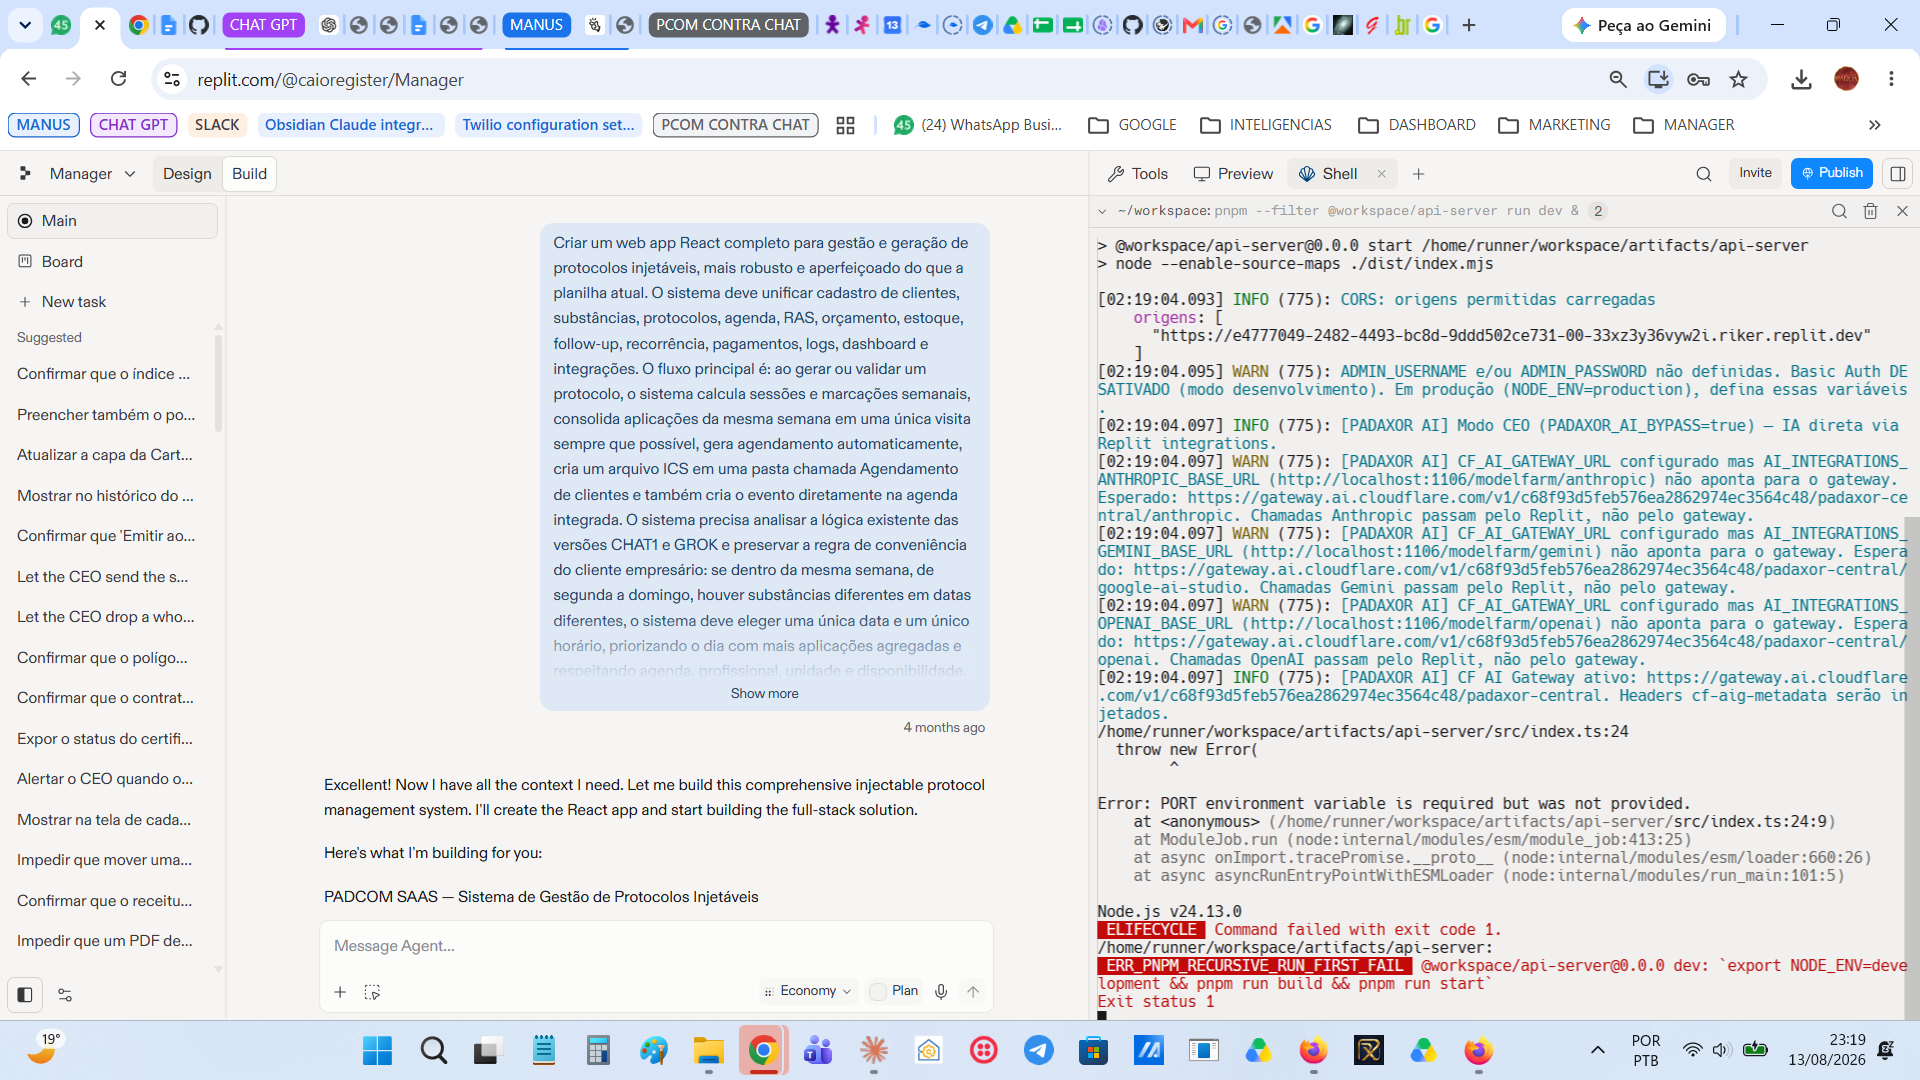 45
CHAT GPT
MANUS
PCOM CONTRA CHAT
13
Peça ao Gemini
replit.com/@caioregister/Manager
MANUS
CHAT GPT
SLACK
Obsidian Claude integr...
Twilio configuration set...
PCOM CONTRA CHAT
45
(24) WhatsApp Busi...
GOOGLE
INTELIGENCIAS
DASHBOARD
MARKETING
MANAGER
Manager
Design
Build
Tools
Preview
Shell
Invite
Publish
Main
Board
New task
Suggested
Confirmar que o índice ...
Preencher também o po...
Atualizar a capa da Cart...
Mostrar no histórico do ...
Confirmar que 'Emitir ao...
Let the CEO send the s...
Let the CEO drop a who...
Confirmar que o polígo...
Confirmar que o contrat...
Expor o status do certifi...
Alertar o CEO quando o...
Mostrar na tela de cada...
Impedir que mover uma...
Confirmar que o receitu...
Impedir que um PDF de...
Criar um web app React completo para gestão e geração de
protocolos injetáveis, mais robusto e aperfeiçoado do que a
planilha atual. O sistema deve unificar cadastro de clientes,
substâncias, protocolos, agenda, RAS, orçamento, estoque,
follow-up, recorrência, pagamentos, logs, dashboard e
integrações. O fluxo principal é: ao gerar ou validar um
protocolo, o sistema calcula sessões e marcações semanais,
consolida aplicações da mesma semana em uma única visita
sempre que possível, gera agendamento automaticamente,
cria um arquivo ICS em uma pasta chamada Agendamento
de clientes e também cria o evento diretamente na agenda
integrada. O sistema precisa analisar a lógica existente das
versões CHAT1 e GROK e preservar a regra de conveniência
do cliente empresário: se dentro da mesma semana, de
segunda a domingo, houver substâncias diferentes em datas
diferentes, o sistema deve eleger uma única data e um único
horário, priorizando o dia com mais aplicações agregadas e
respeitando agenda, profissional, unidade e disponibilidade.
Show more
4 months ago
Excellent! Now I have all the context I need. Let me build this comprehensive injectable protocol
management system. I'll create the React app and start building the full-stack solution.
Here's what I'm building for you:
PADCOM SAAS — Sistema de Gestão de Protocolos Injetáveis
Message Agent...
Economy
Plan
~/workspace: pnpm --filter @workspace/api-server run dev & 2
> @workspace/api-server@0.0.0 start /home/runner/workspace/artifacts/api-server
> node --enable-source-maps ./dist/index.mjs
[02:19:04.093] INFO (775): CORS: origens permitidas carregadas
origens: [
"https://e4777049-2482-4493-bc8d-9ddd502ce731-00-33xz3y36vyw2i.riker.replit.dev"
]
[02:19:04.095] WARN (775): ADMIN_USERNAME e/ou ADMIN_PASSWORD não definidas. Basic Auth DE
SATIVADO (modo desenvolvimento). Em produção (NODE_ENV=production), defina essas variáveis
.
[02:19:04.097] INFO (775): [PADAXOR AI] Modo CEO (PADAXOR_AI_BYPASS=true) — IA direta via
Replit integrations.
[02:19:04.097] WARN (775): [PADAXOR AI] CF_AI_GATEWAY_URL configurado mas AI_INTEGRATIONS_
ANTHROPIC_BASE_URL (http://localhost:1106/modelfarm/anthropic) não aponta para o gateway.
Esperado: https://gateway.ai.cloudflare.com/v1/c68f93d5feb576ea2862974ec3564c48/padaxor-ce
ntral/anthropic. Chamadas Anthropic passam pelo Replit, não pelo gateway.
[02:19:04.097] WARN (775): [PADAXOR AI] CF_AI_GATEWAY_URL configurado mas AI_INTEGRATIONS_
GEMINI_BASE_URL (http://localhost:1106/modelfarm/gemini) não aponta para o gateway. Espera
do: https://gateway.ai.cloudflare.com/v1/c68f93d5feb576ea2862974ec3564c48/padaxor-central/
google-ai-studio. Chamadas Gemini passam pelo Replit, não pelo gateway.
[02:19:04.097] WARN (775): [PADAXOR AI] CF_AI_GATEWAY_URL configurado mas AI_INTEGRATIONS_
OPENAI_BASE_URL (http://localhost:1106/modelfarm/openai) não aponta para o gateway. Espera
do: https://gateway.ai.cloudflare.com/v1/c68f93d5feb576ea2862974ec3564c48/padaxor-central/
openai. Chamadas OpenAI passam pelo Replit, não pelo gateway.
[02:19:04.097] INFO (775): [PADAXOR AI] CF AI Gateway ativo: https://gateway.ai.cloudflare
.com/v1/c68f93d5feb576ea2862974ec3564c48/padaxor-central. Headers cf-aig-metadata serão in
jetados.
/home/runner/workspace/artifacts/api-server/src/index.ts:24
throw new Error(
^
Error: PORT environment variable is required but was not provided.
at <anonymous> (/home/runner/workspace/artifacts/api-server/src/index.ts:24:9)
at ModuleJob.run (node:internal/modules/esm/module_job:413:25)
at async onImport.tracePromise.__proto__ (node:internal/modules/esm/loader:660:26)
at async asyncRunEntryPointWithESMLoader (node:internal/modules/run_main:101:5)
Node.js v24.13.0
ELIFECYCLE Command failed with exit code 1.
/home/runner/workspace/artifacts/api-server:
ERR_PNPM_RECURSIVE_RUN_FIRST_FAIL @workspace/api-server@0.0.0 dev: `export NODE_ENV=deve
lopment && pnpm run build && pnpm run start`
Exit status 1
19°
POR
PTB
23:19
13/08/2026